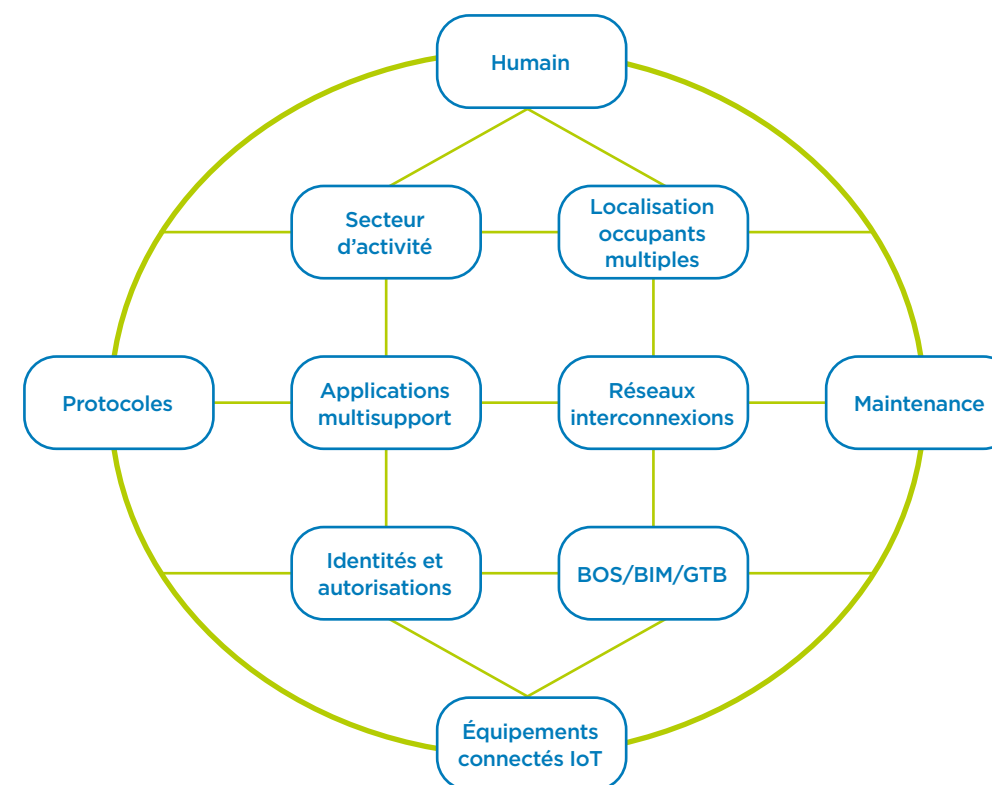 Humain
Secteur
d’activité
Localisation
occupants
multiples
Protocoles
Applications
multisupport
Réseaux
interconnexions
Maintenance
Identités et
autorisations
BOS/BIM/GTB
Équipements
connectés IoT